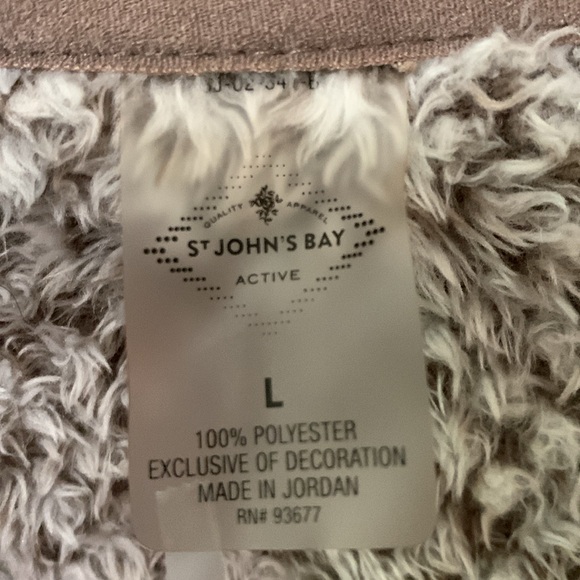 QUALITY APPAREL
ST JOHN'S BAY
ACTIVE
L
100% POLYESTER
EXCLUSIVE OF DECORATION
MADE IN JORDAN
RN# 93677